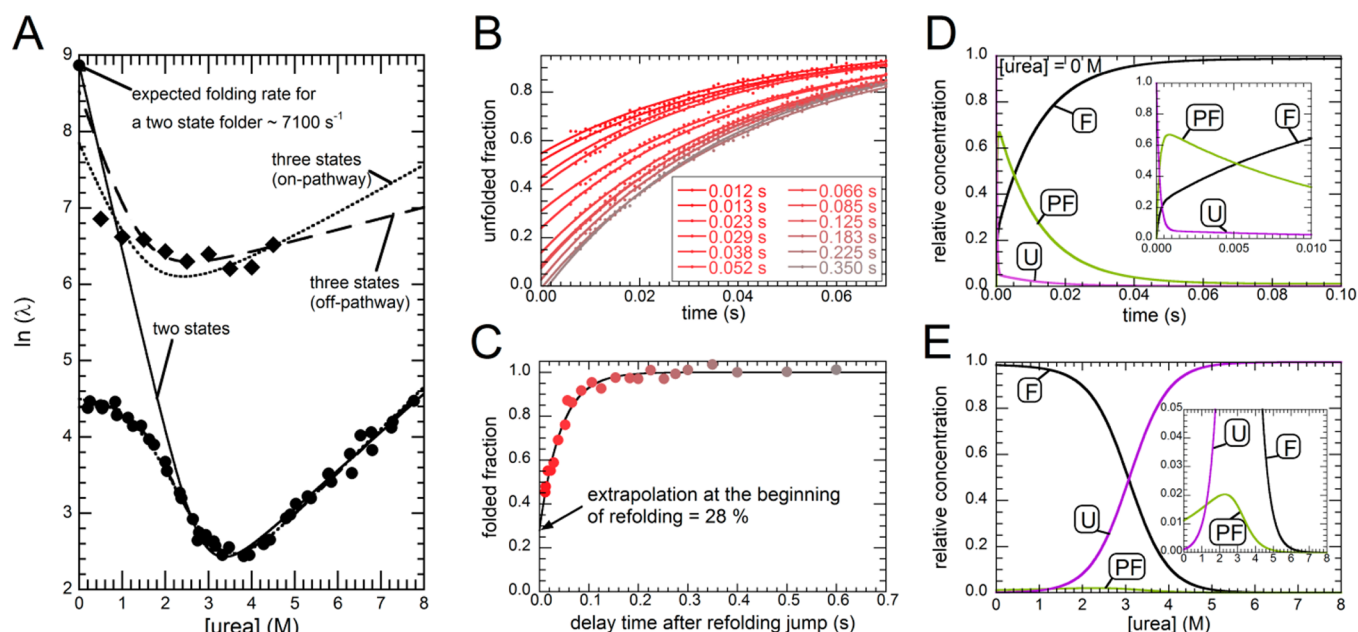 A
9
8
7
6
5
4
3
2
0
1
2
3
4
5
6
7
8
ln (λ)
[urea] (M)
expected folding rate for
a two state folder ~ 7100 s⁻¹
three states
(on-pathway)
three states
(off-pathway)
two states
B
1.0
0.8
0.6
0.4
0.2
0.0
unfolded fraction
0.012 s
0.013 s
0.023 s
0.029 s
0.038 s
0.052 s
0.066 s
0.085 s
0.125 s
0.183 s
0.225 s
0.350 s
0.00
0.02
0.04
0.06
time (s)
C
1.0
0.8
0.6
0.4
0.2
0.0
folded fraction
extrapolation at the beginning
of refolding = 28 %
0.0
0.1
0.2
0.3
0.4
0.5
0.6
0.7
delay time after refolding jump (s)
D
1.0
0.8
0.6
0.4
0.2
0.0
relative concentration
[urea] = 0 M
F
PF
U
1.0
0.8
0.6
0.4
0.2
0.0
PF
F
U
0.000
0.005
0.010
0.00
0.02
0.04
0.06
0.08
0.10
time (s)
E
1.0
0.8
0.6
0.4
0.2
0.0
relative concentration
F
U
PF
0.05
0.04
0.03
0.02
0.01
0.00
U
F
PF
0 1 2 3 4 5 6 7 8
0
1
2
3
4
5
6
7
8
[urea] (M)